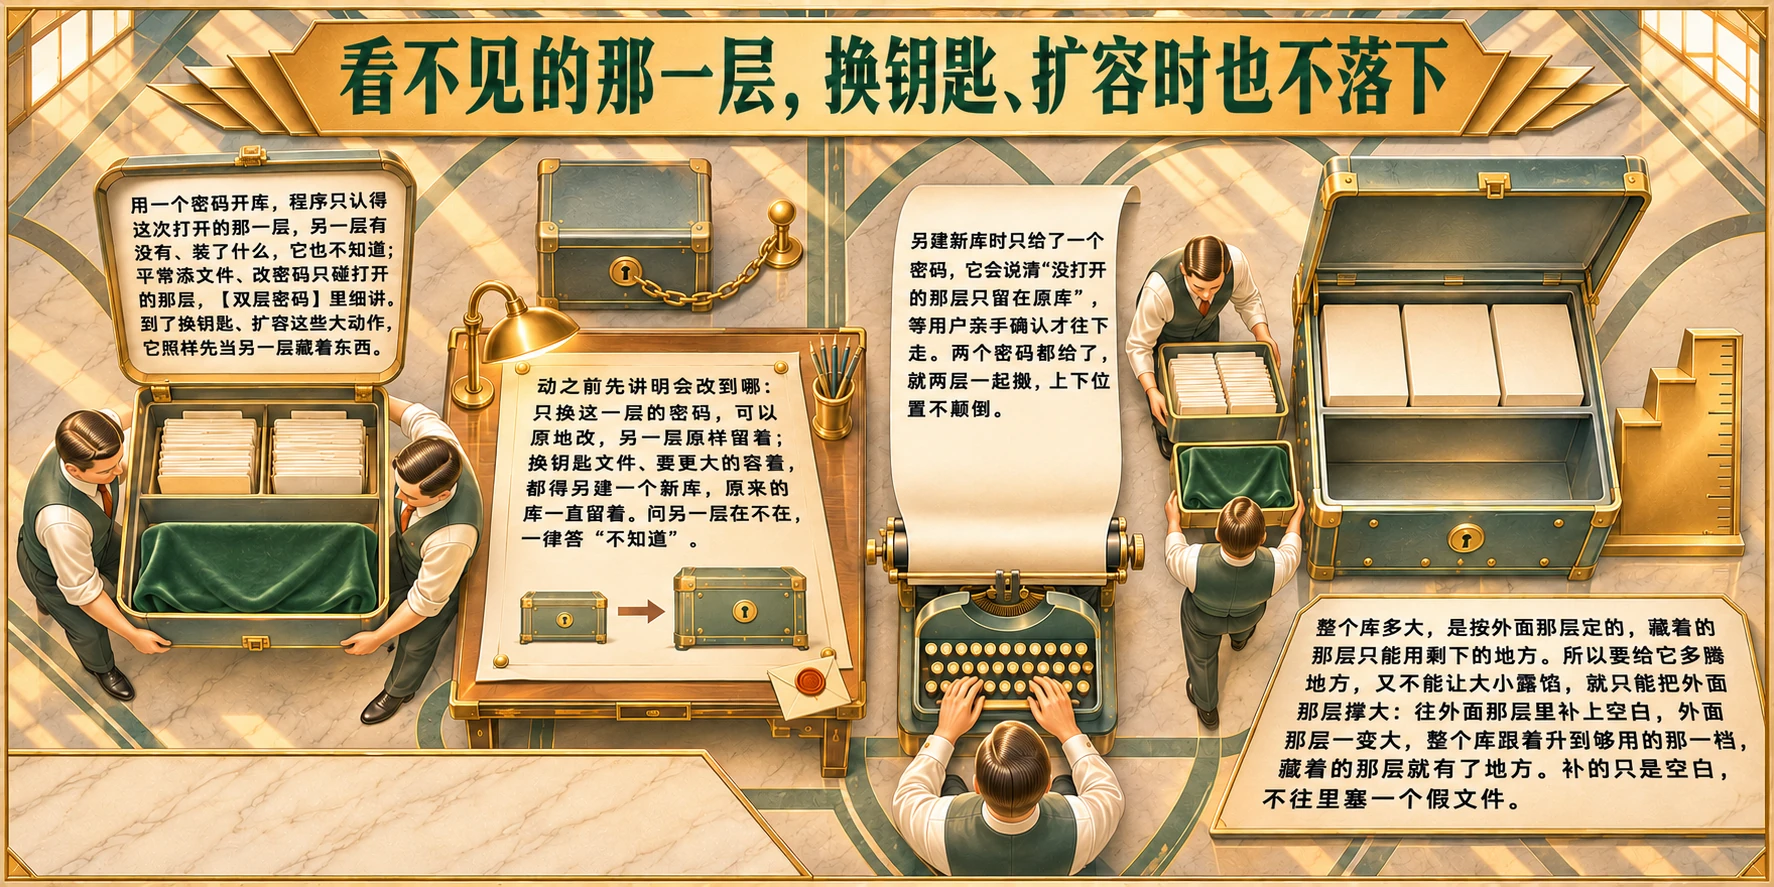 看不见的那一层，换钥匙、扩容时也不落下
用一个密码开库，程序只认得
这次打开的那一层，另一层有
没有、装了什么，它也不知道；
平常添文件、改密码只碰打开
的那层，【双层密码】里细讲。
到了换钥匙、扩容这些大动作，
它照样先当另一层藏着东西。
动之前先讲明会改到哪：
只换这一层的密码，可以
原地改，另一层原样留着；
换钥匙文件、要更大的容着，
都得另建一个新库，原来的
库一直留着。问另一层在不在，
一律答“不知道”。
另建新库时只给了一个
密码，它会说清“没打开
的那层只留在原库”，
等用户亲手确认才往下
走。两个密码都给了，
就两层一起搬，上下位
置不颠倒。
整个库多大，是按外面那层定的，藏着的
那层只能用剩下的地方。所以要给它多腾
地方，又不能让大小露馅，就只能把外面
那层撑大：往外面那层里补上空白，外面
那层一变大，整个库跟着升到够用的那一档，
藏着的那层就有了地方。补的只是空白，
不往里塞一个假文件。